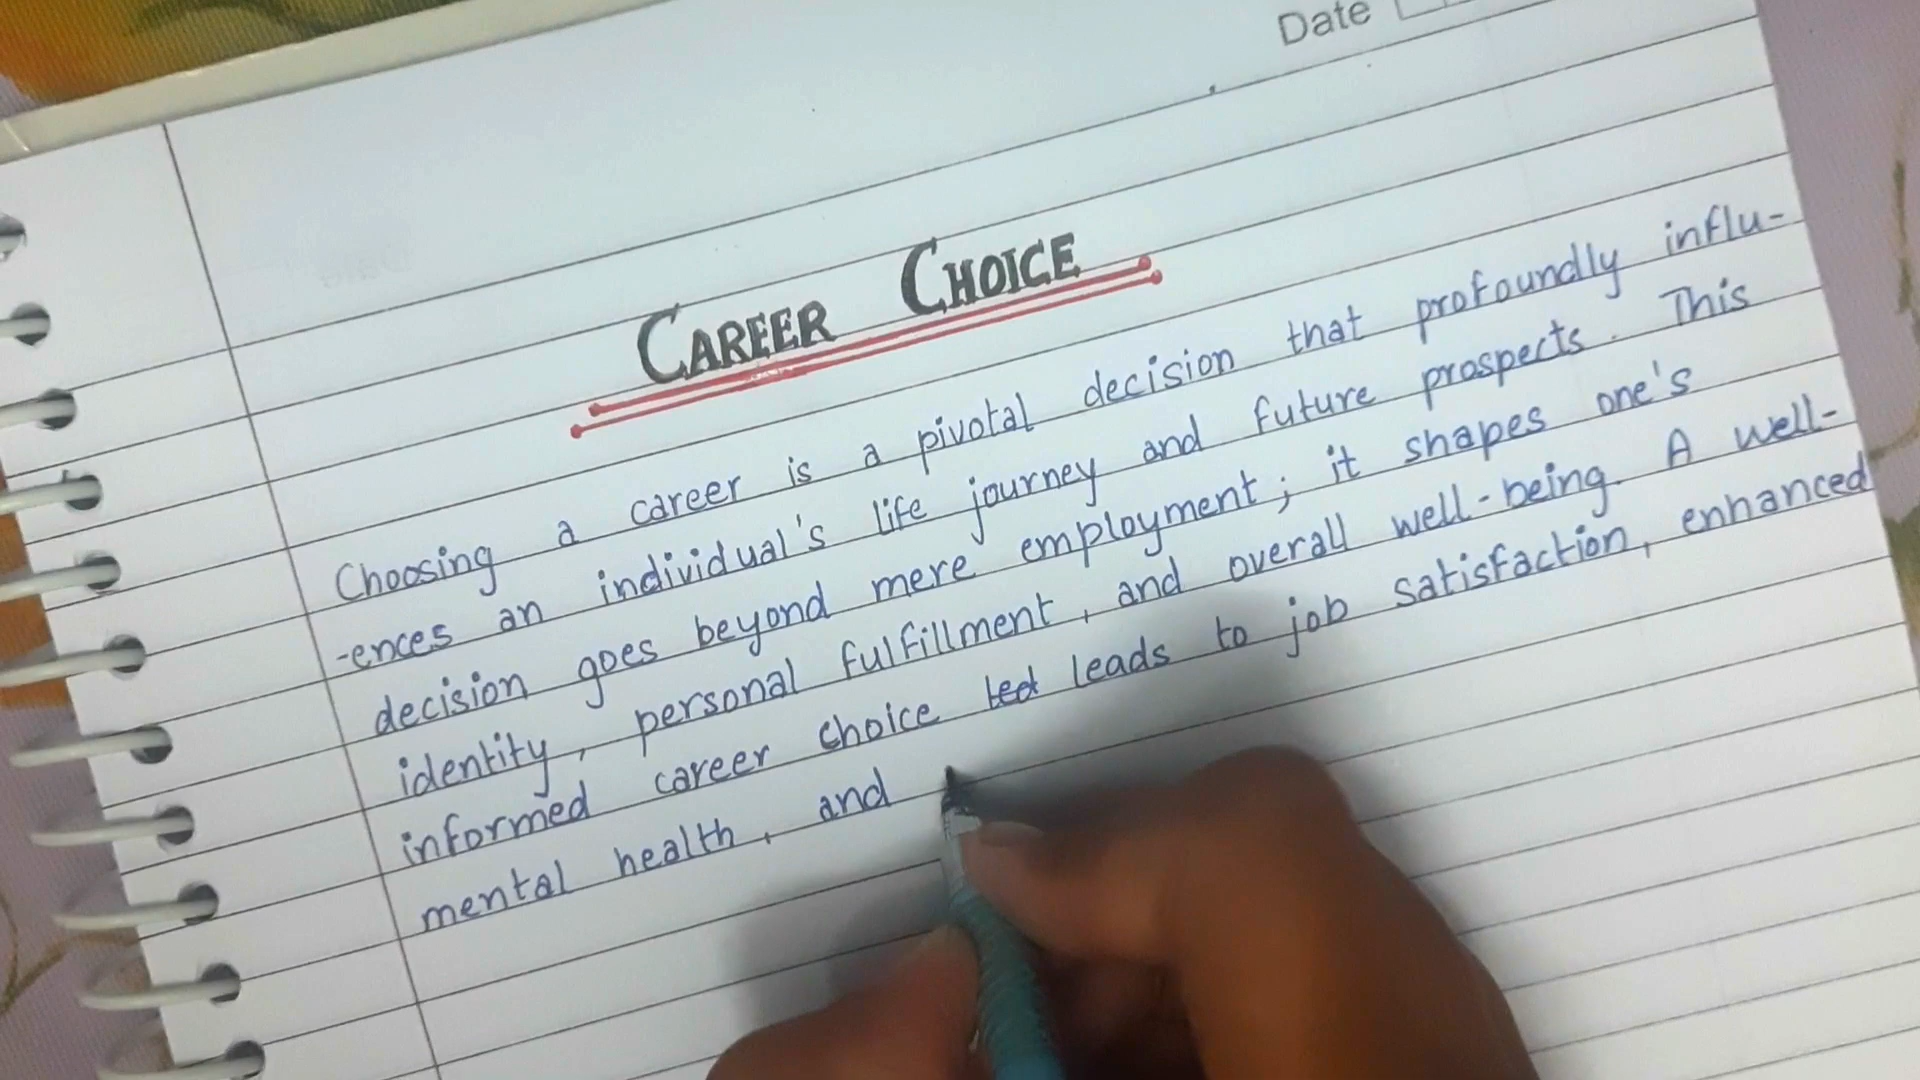 Date
CAREER CHOICE
Choosing a career is a pivotal decision that profoundly influ-
-ences an individual's life journey and future prospects. This
decision goes beyond mere employment; it shapes one's
identity, personal fulfillment, and overall well-being. A well-
informed career choice led leads to job satisfaction, enhanced
mental health, and